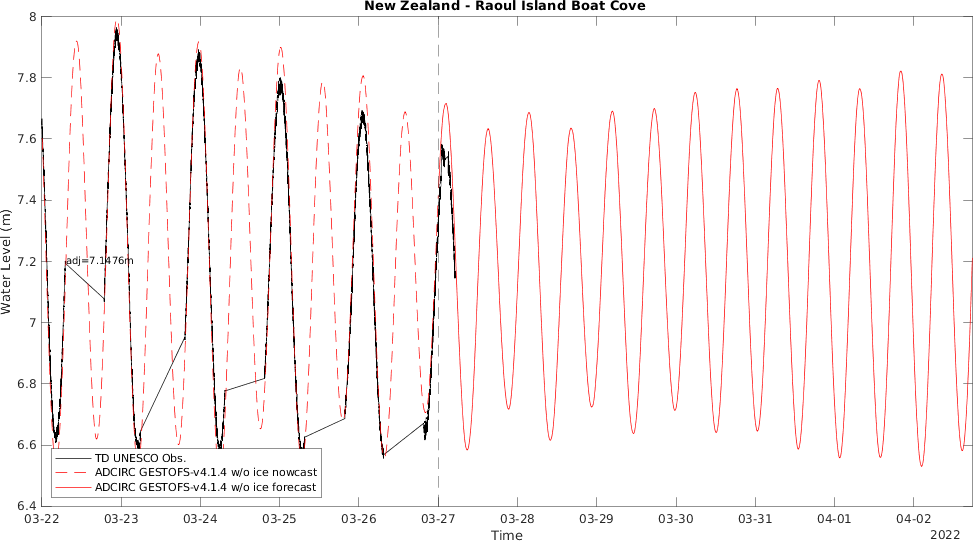 New Zealand - Raoul Island Boat Cove
Water Level (m)
8
7.8
7.6
7.4
7.2
7
6.8
6.6
6.4
adj=7.1476m
TD UNESCO Obs.
ADCIRC GESTOFS-v4.1.4 w/o ice nowcast
ADCIRC GESTOFS-v4.1.4 w/o ice forecast
03-22 03-23 03-24 03-25 03-26 03-27 03-28 03-29 03-30 03-31 04-01 04-02
Time
2022